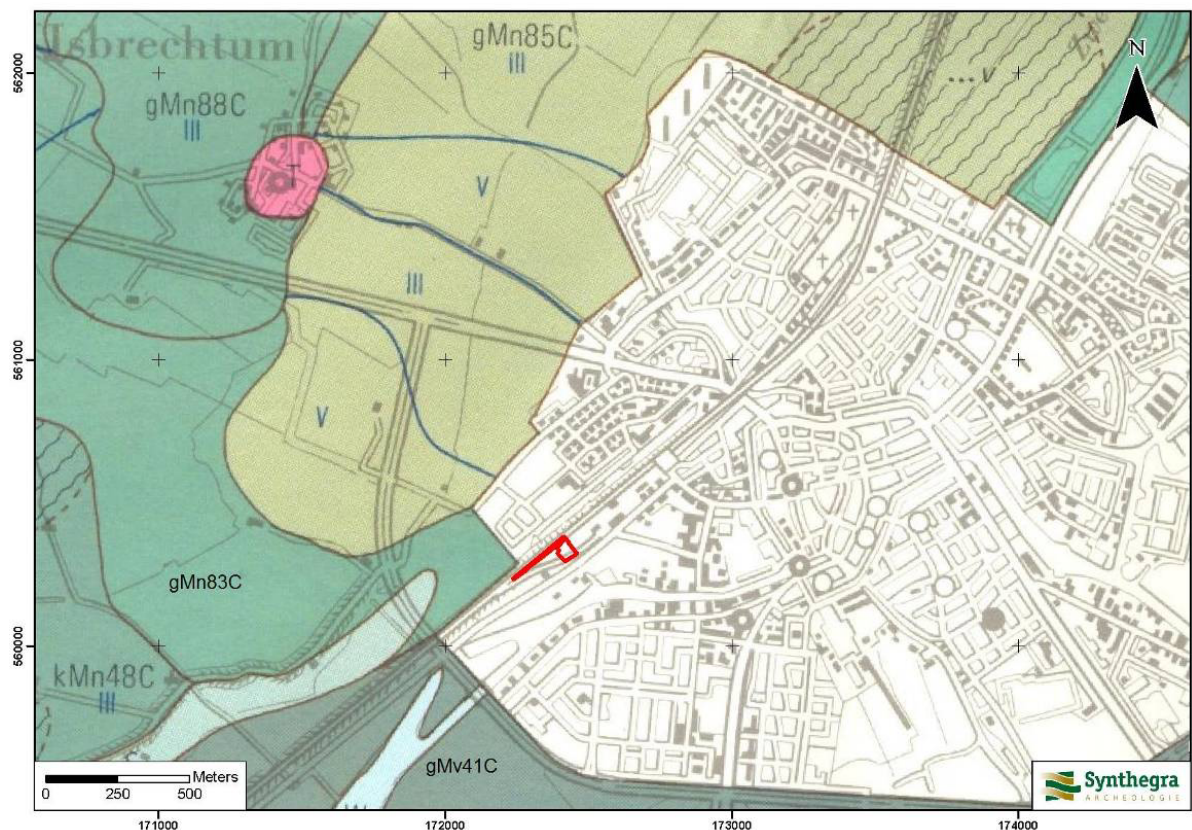 Isbrechtum
gMn85C
III
N
v
gMn88C
III
T
V
III
V
gMn83C
kMn48C
III
gMv41C
Meters
0 250 500
Synthegra
ARCHEOLOGIE
562000
561000
560000
171000 172000 173000 174000